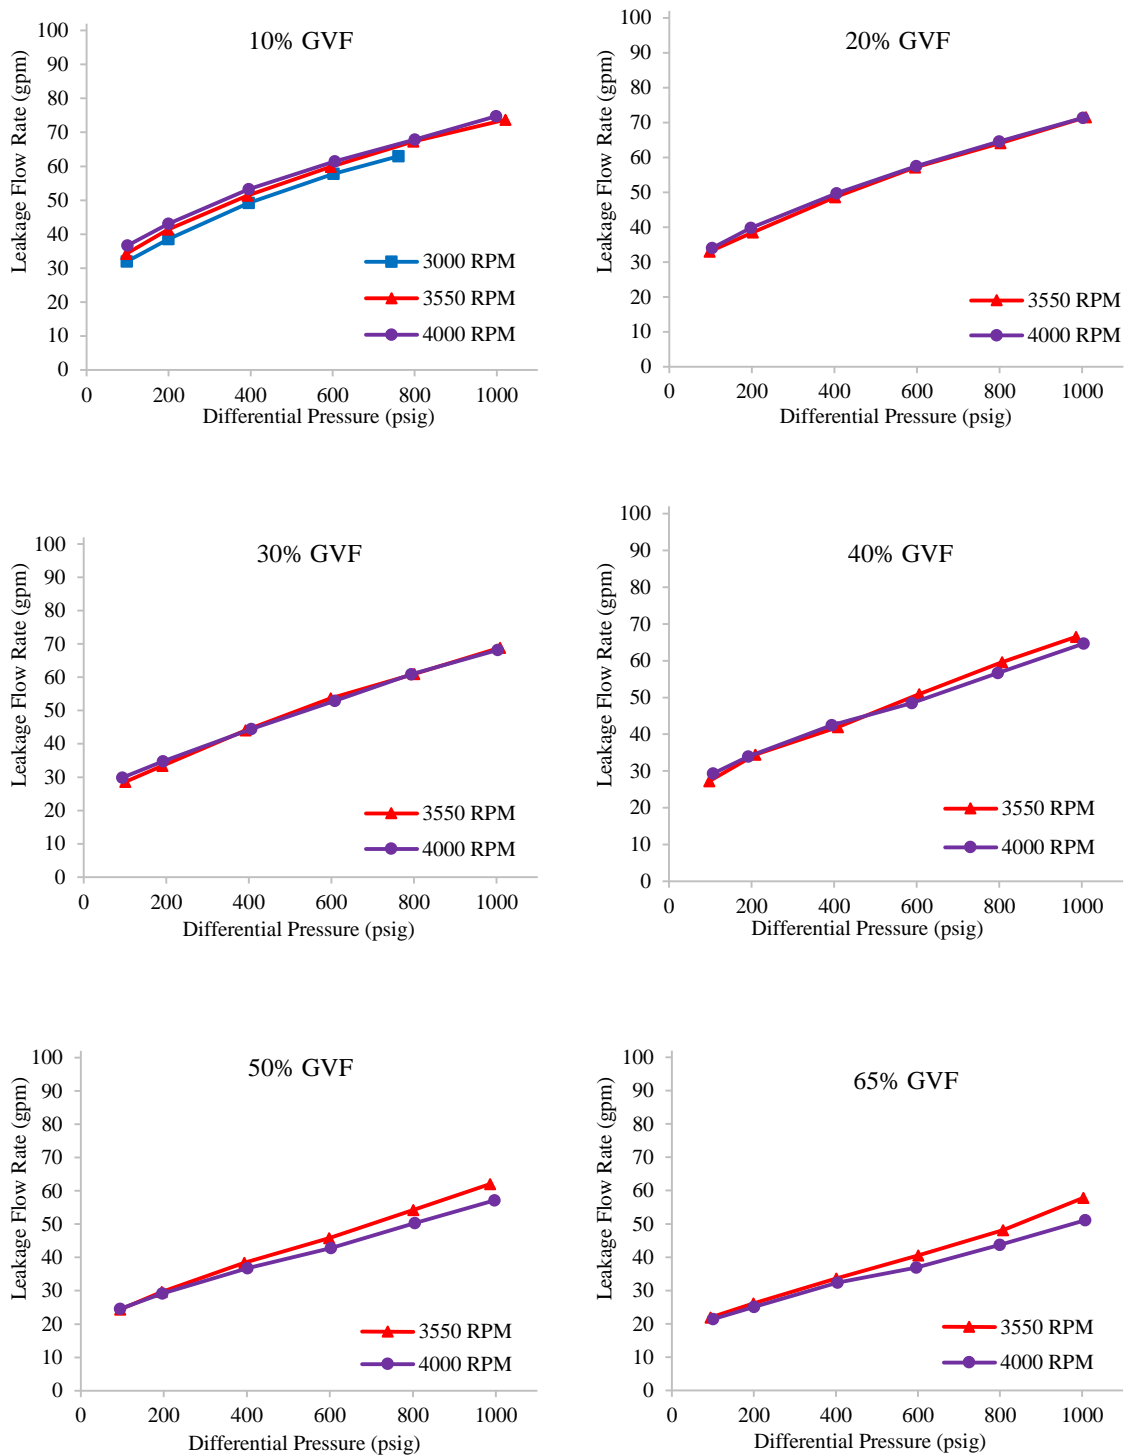 10% GVF
Leakage Flow Rate (gpm)
100
90
80
70
60
50
40
30
20
10
0
3000 RPM
3550 RPM
4000 RPM
0 200 400 600 800 1000
Differential Pressure (psig)
20% GVF
Leakage Flow Rate (gpm)
100
90
80
70
60
50
40
30
20
10
0
3550 RPM
4000 RPM
0 200 400 600 800 1000
Differential Pressure (psig)
30% GVF
Leakage Flow Rate (gpm)
100
90
80
70
60
50
40
30
20
10
0
3550 RPM
4000 RPM
0 200 400 600 800 1000
Differential Pressure (psig)
40% GVF
Leakage Flow Rate (gpm)
100
90
80
70
60
50
40
30
20
10
0
3550 RPM
4000 RPM
0 200 400 600 800 1000
Differential Pressure (psig)
50% GVF
Leakage Flow Rate (gpm)
100
90
80
70
60
50
40
30
20
10
0
3550 RPM
4000 RPM
0 200 400 600 800 1000
Differential Pressure (psig)
65% GVF
Leakage Flow Rate (gpm)
100
90
80
70
60
50
40
30
20
10
0
3550 RPM
4000 RPM
0 200 400 600 800 1000
Differential Pressure (psig)